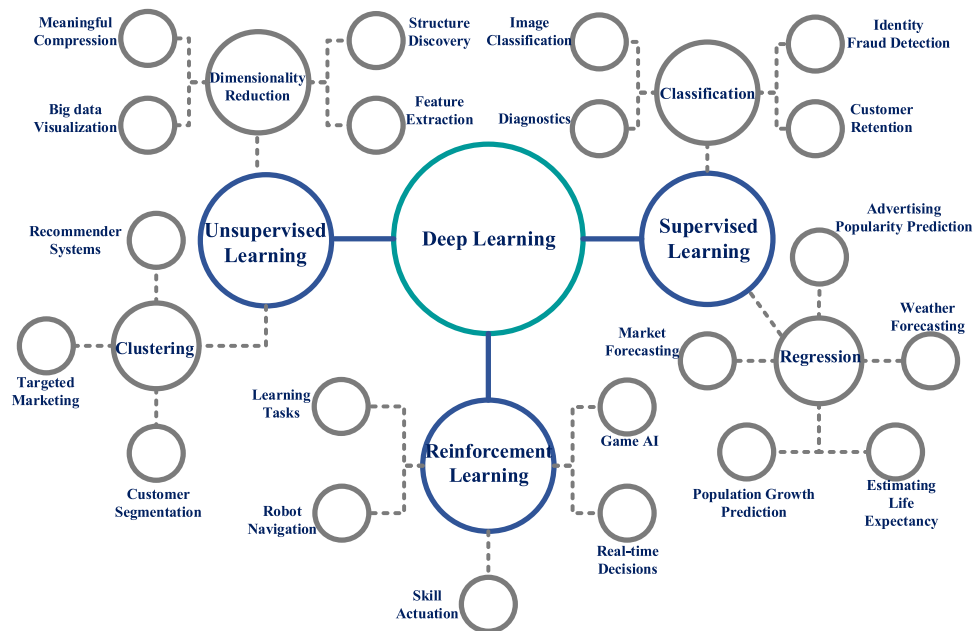 Meaningful
Compression
Big data
Visualization
Dimensionality
Reduction
Structure
Discovery
Feature
Extraction
Image
Classification
Diagnostics
Classification
Identity
Fraud Detection
Customer
Retention
Unsupervised
Learning
Deep Learning
Supervised
Learning
Recommender
Systems
Clustering
Targeted
Marketing
Customer
Segmentation
Advertising
Popularity Prediction
Market
Forecasting
Regression
Weather
Forecasting
Population Growth
Prediction
Estimating
Life
Expectancy
Learning
Tasks
Robot
Navigation
Reinforcement
Learning
Game AI
Real-time
Decisions
Skill
Actuation